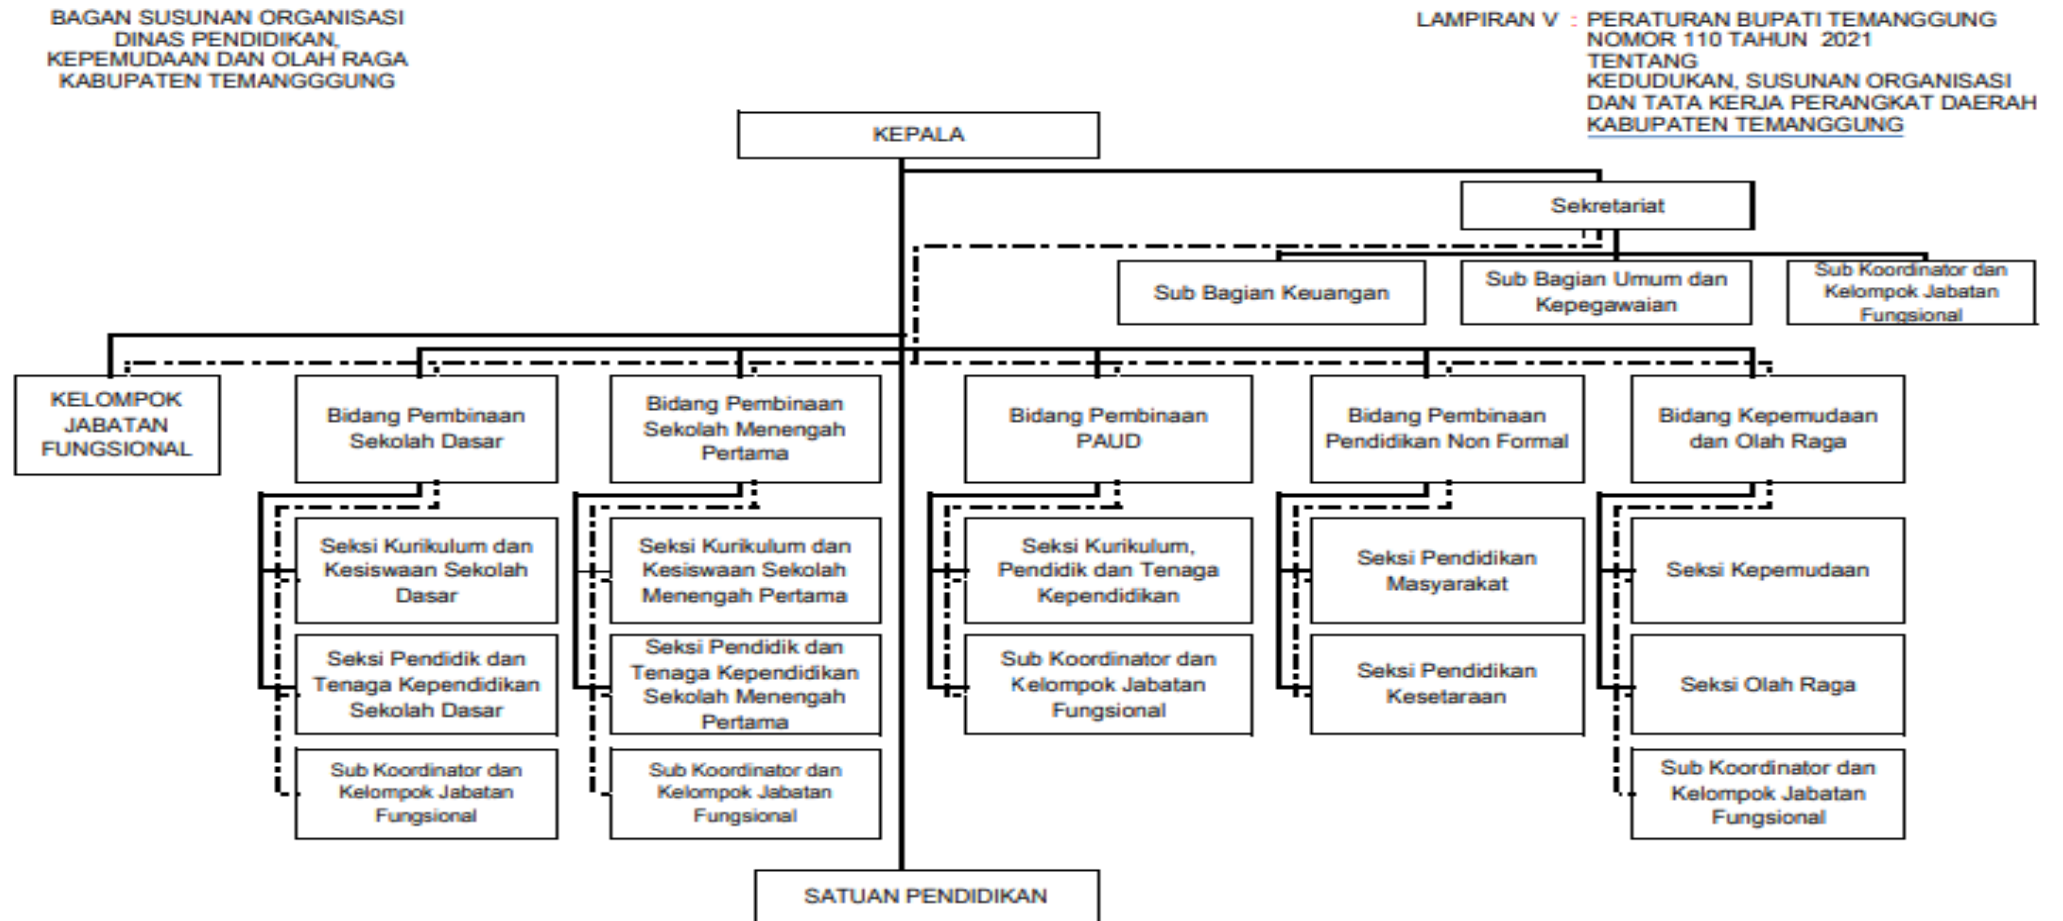 BAGAN SUSUNAN ORGANISASI
DINAS PENDIDIKAN,
KEPEMUDAAN DAN OLAH RAGA
KABUPATEN TEMANGGGUNG
LAMPIRAN V : PERATURAN BUPATI TEMANGGUNG
NOMOR 110 TAHUN 2021
TENTANG
KEDUDUKAN, SUSUNAN ORGANISASI
DAN TATA KERJA PERANGKAT DAERAH
KABUPATEN TEMANGGUNG
KEPALA
Sekretariat
Sub Bagian Keuangan
Sub Bagian Umum dan
Kepegawaian
Sub Koordinator dan
Kelompok Jabatan
Fungsional
KELOMPOK
JABATAN
FUNGSIONAL
Bidang Pembinaan
Sekolah Dasar
Bidang Pembinaan
Sekolah Menengah
Pertama
Bidang Pembinaan
PAUD
Bidang Pembinaan
Pendidikan Non Formal
Bidang Kepemudaan
dan Olah Raga
Seksi Kurikulum dan
Kesiswaan Sekolah
Dasar
Seksi Kurikulum dan
Kesiswaan Sekolah
Menengah Pertama
Seksi Kurikulum,
Pendidik dan Tenaga
Kependidikan
Seksi Pendidikan
Masyarakat
Seksi Kepemudaan
Seksi Pendidik dan
Tenaga Kependidikan
Sekolah Dasar
Seksi Pendidik dan
Tenaga Kependidikan
Sekolah Menengah
Pertama
Sub Koordinator dan
Kelompok Jabatan
Fungsional
Seksi Pendidikan
Kesetaraan
Seksi Olah Raga
Sub Koordinator dan
Kelompok Jabatan
Fungsional
Sub Koordinator dan
Kelompok Jabatan
Fungsional
Sub Koordinator dan
Kelompok Jabatan
Fungsional
SATUAN PENDIDIKAN